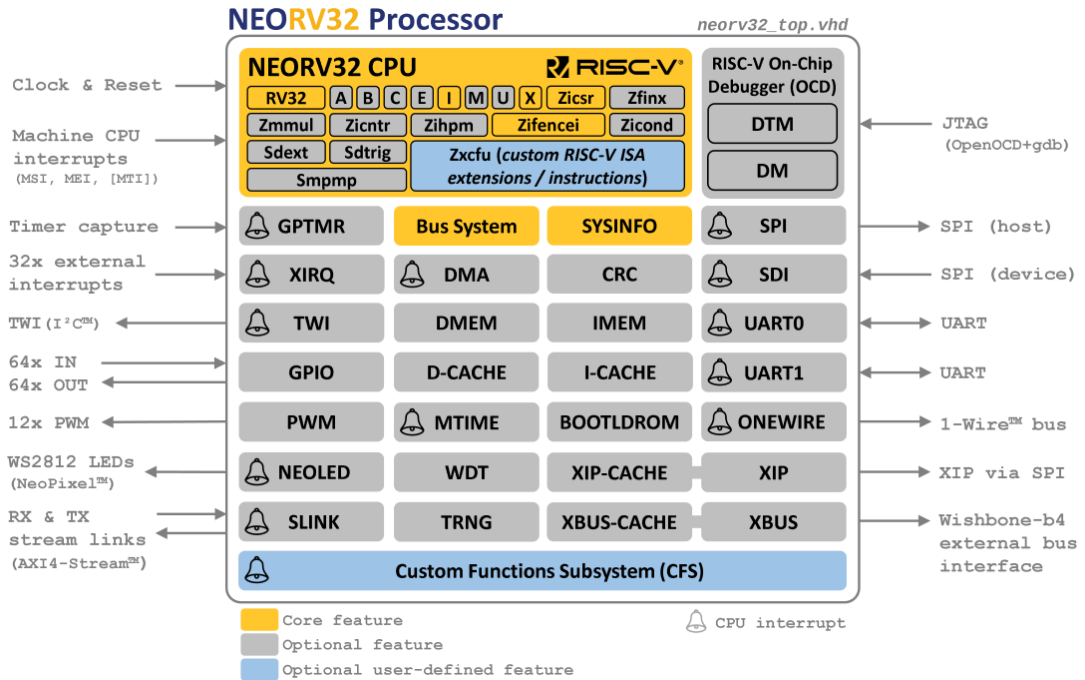 NEORV32 Processor
neorv32_top.vhd
NEORV32 CPU
RISC-V®
RV32 A B C E I M U X Zicsr Zfinx
Zmmul Zicntr Zihpm Zifencei Zicond
Sdext Sdtrig
Smpmp
Zxcfu (custom RISC-V ISA
extensions / instructions)
RISC-V On-Chip
Debugger (OCD)
DTM
DM
Clock & Reset
Machine CPU
interrupts
(MSI, MEI, [MTI])
JTAG
(OpenOCD+gdb)
Timer capture
GPTMR Bus System SYSINFO SPI
SPI (host)
32x external
interrupts
XIRQ DMA CRC SDI
SPI (device)
TWI (I²C™)
TWI DMEM IMEM UART0
UART
64x IN
64x OUT
GPIO D-CACHE I-CACHE UART1
UART
12x PWM
PWM MTIME BOOTLDROM ONEWIRE
1-Wire™ bus
WS2812 LEDs
(NeoPixel™)
NEOLED WDT XIP-CACHE XIP
XIP via SPI
RX & TX
stream links
(AXI4-Stream™)
SLINK TRNG XBUS-CACHE XBUS
Wishbone-b4
external bus
interface
Custom Functions Subsystem (CFS)
Core feature
Optional feature
Optional user-defined feature
CPU interrupt